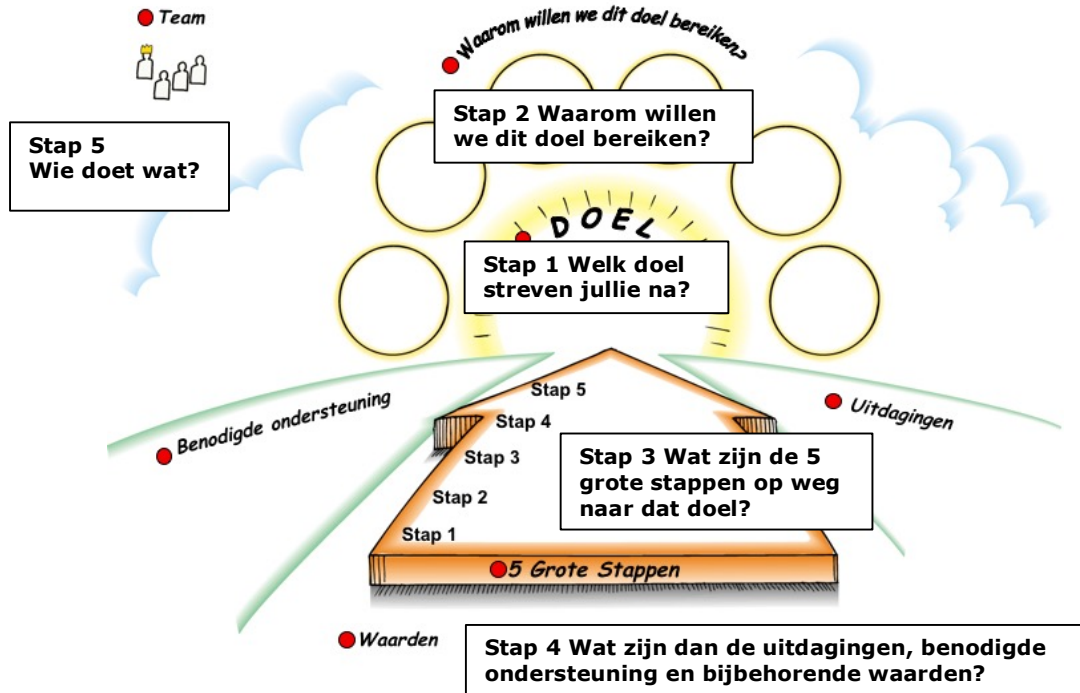 Team
Waarom willen we dit doel bereiken?
Stap 2 Waarom willen
we dit doel bereiken?
Stap 5
Wie doet wat?
DOEL
Stap 1 Welk doel
streven jullie na?
Benodigde ondersteuning
Uitdagingen
Stap 5
Stap 4
Stap 3
Stap 2
Stap 1
Stap 3 Wat zijn de 5
grote stappen op weg
naar dat doel?
5 Grote Stappen
Waarden
Stap 4 Wat zijn dan de uitdagingen, benodigde
ondersteuning en bijbehorende waarden?